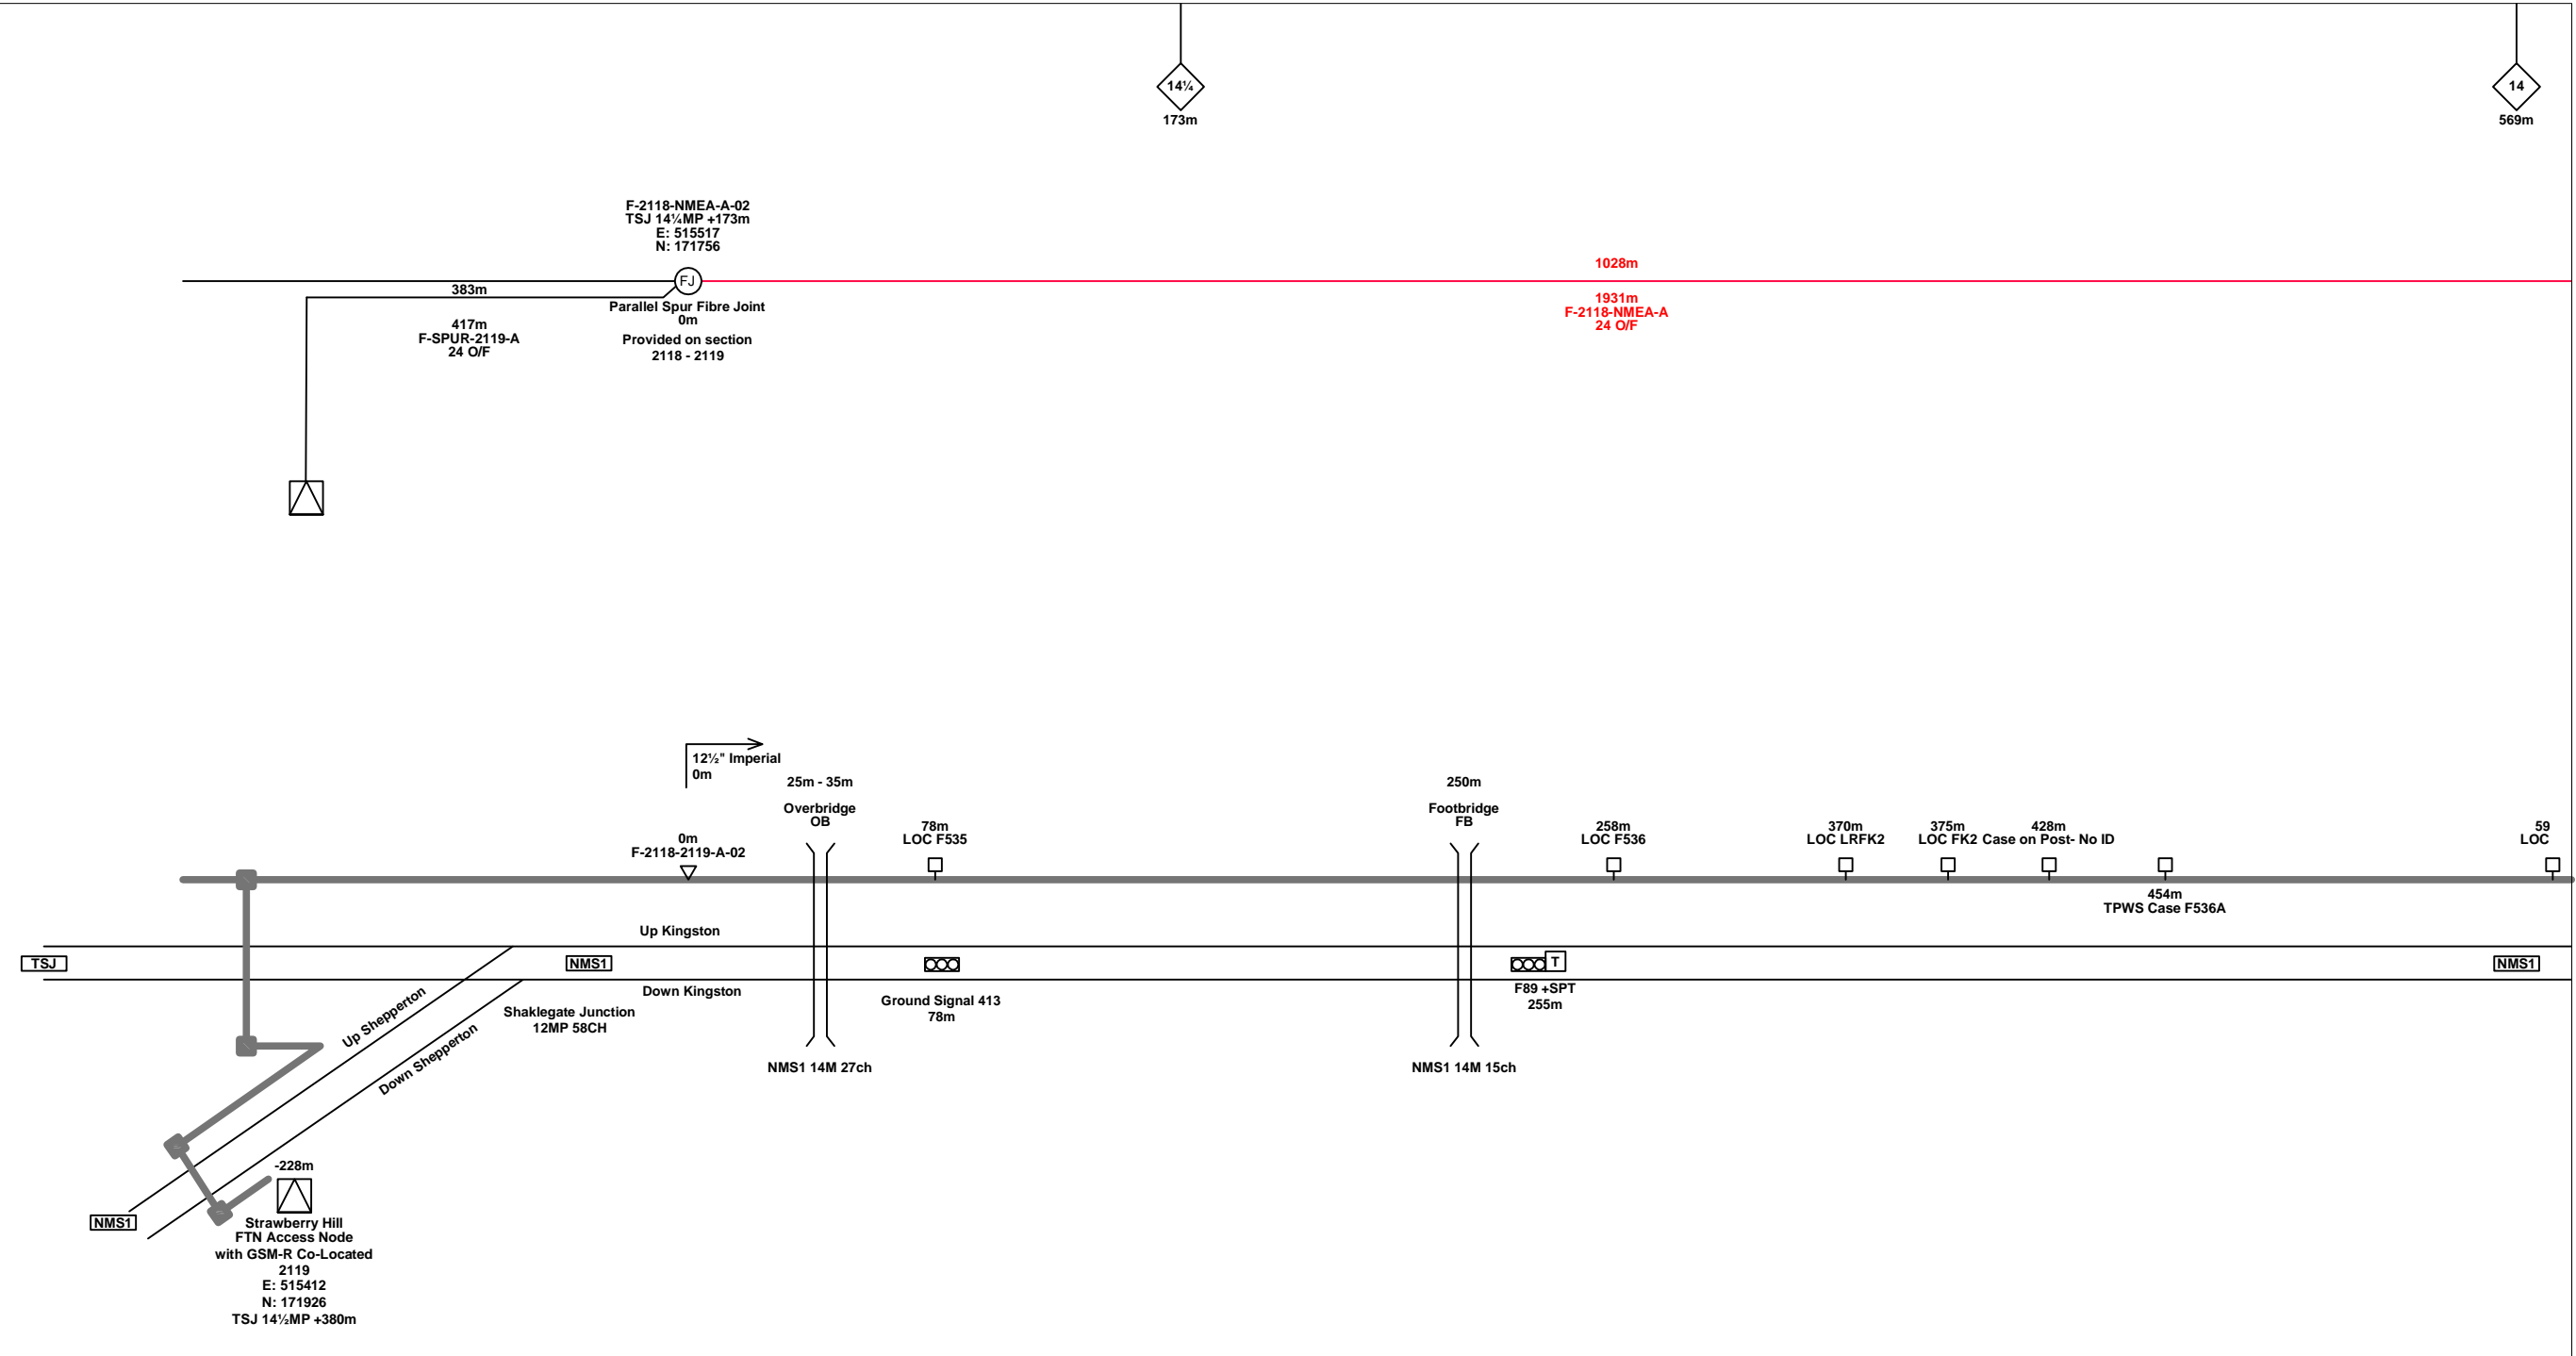 14¼
173m
14
569m
F-2118-NMEA-A-02
TSJ 14¼MP +173m
E: 515517
N: 171756
FJ
383m
417m
F-SPUR-2119-A
24 O/F
Parallel Spur Fibre Joint
0m
Provided on section
2118 - 2119
1028m
1931m
F-2118-NMEA-A
24 O/F
12½" Imperial
0m
25m - 35m
Overbridge
OB
250m
Footbridge
FB
0m
F-2118-2119-A-02
78m
LOC F535
258m
LOC F536
370m
LOC LRFK2
375m
LOC FK2
428m
Case on Post- No ID
59
LOC
454m
TPWS Case F536A
Up Kingston
TSJ
NMS1
T
NMS1
Down Kingston
F89 +SPT
255m
Ground Signal 413
78m
Shaklegate Junction
12MP 58CH
Up Shepperton
Down Shepperton
NMS1 14M 27ch
NMS1 14M 15ch
-228m
NMS1
Strawberry Hill
FTN Access Node
with GSM-R Co-Located
2119
E: 515412
N: 171926
TSJ 14½MP +380m